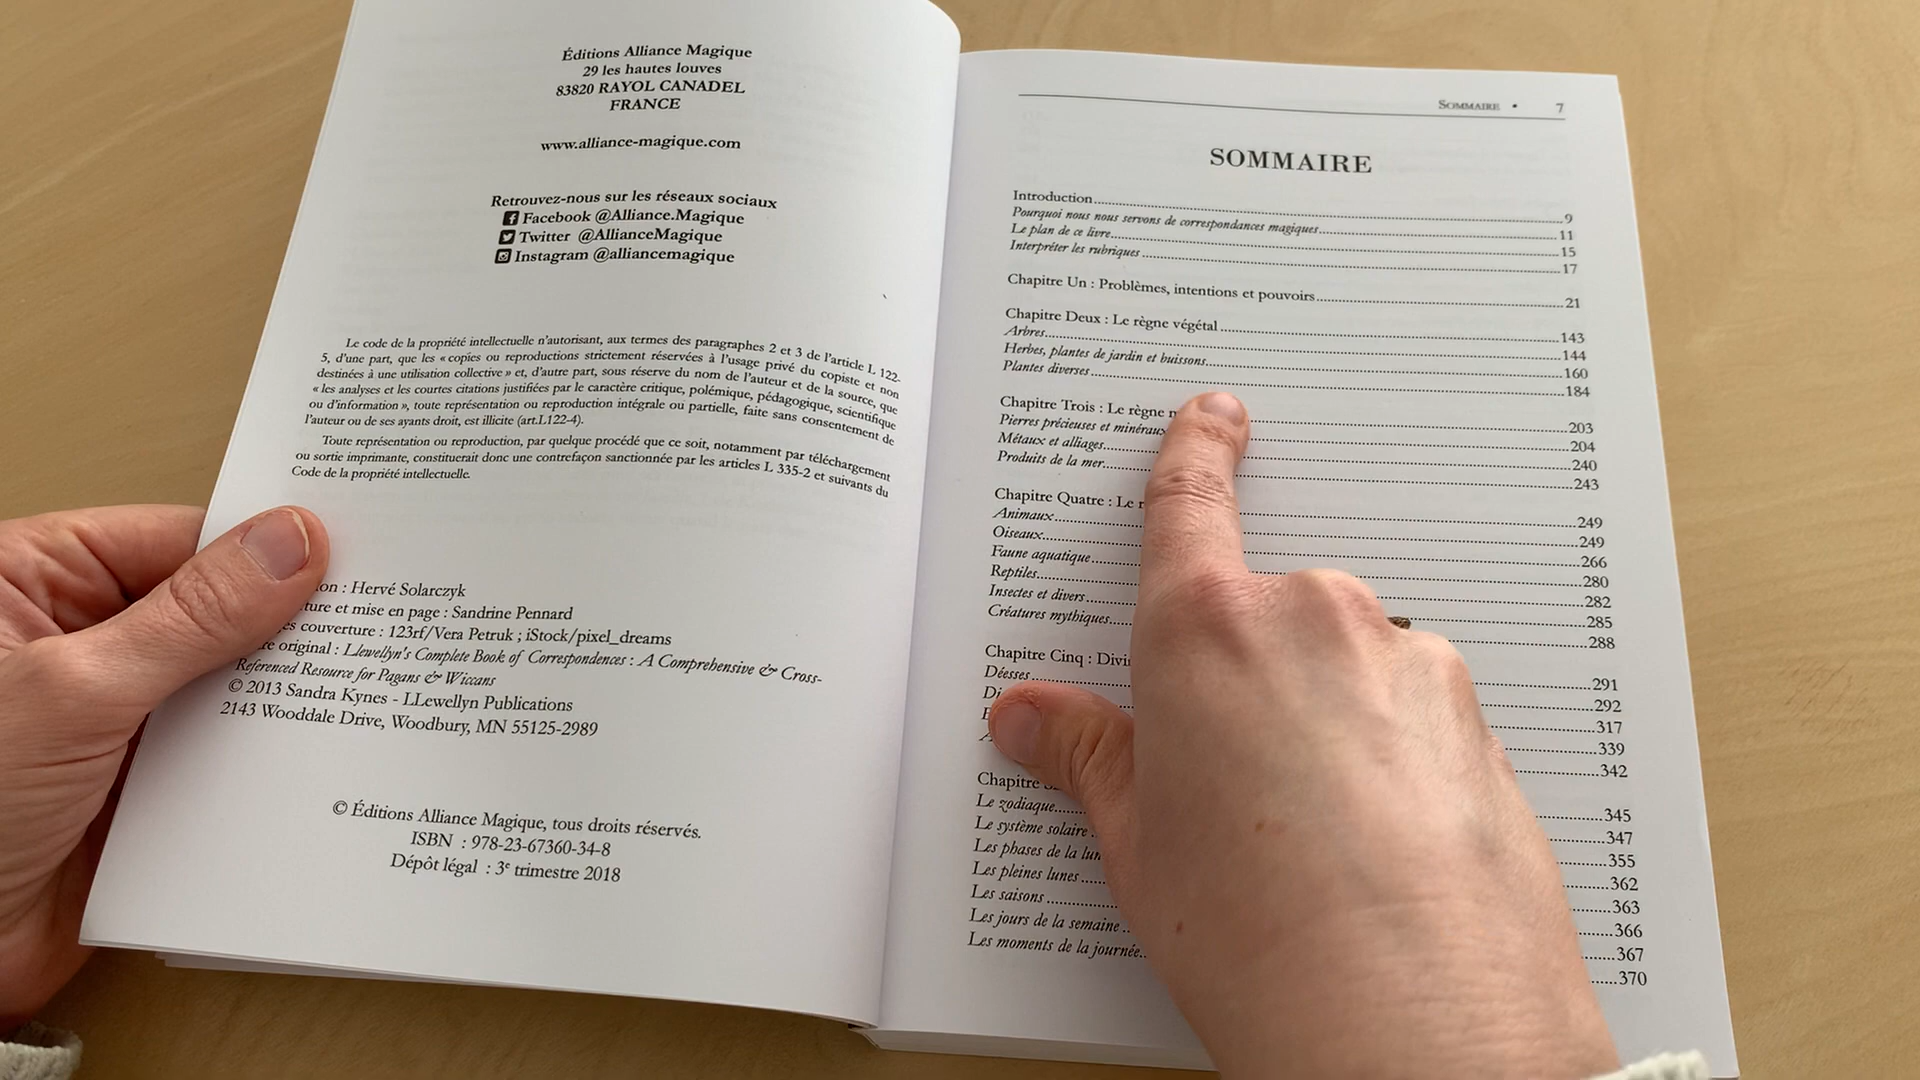 Éditions Alliance Magique
29 les hautes louves
83820 RAYOL CANADEL
FRANCE
www.alliance-magique.com
Retrouvez-nous sur les réseaux sociaux
Facebook @Alliance.Magique
Twitter @AllianceMagique
Instagram @alliancemagique
Le code de la propriété intellectuelle n'autorisant, aux termes des paragraphes 2 et 3 de l'article L 122-
5, d'une part, que les « copies ou reproductions strictement réservées à l'usage privé du copiste et non
destinées à une utilisation collective » et, d'autre part, sous réserve du nom de l'auteur et de la source, que
« les analyses et les courtes citations justifiées par le caractère critique, polémique, pédagogique, scientifique
ou d'information », toute représentation ou reproduction intégrale ou partielle, faite sans consentement de
l'auteur ou de ses ayants droit, est illicite (art.L122-4).
Toute représentation ou reproduction, par quelque procédé que ce soit, notamment par téléchargement
ou sortie imprimante, constituerait donc une contrefaçon sanctionnée par les articles L 335-2 et suivants du
Code de la propriété intellectuelle.
: Hervé Solarczyk
et mise en page : Sandrine Pennard
couverture : 123rf/Vera Petruk ; iStock/pixel_dreams
original : Llewellyn's Complete Book of Correspondences : A Comprehensive & Cross-
Referenced Resource for Pagans & Wiccans
© 2013 Sandra Kynes - LLewellyn Publications
2143 Wooddale Drive, Woodbury, MN 55125-2989
© Éditions Alliance Magique, tous droits réservés.
ISBN : 978-23-67360-34-8
Dépôt légal : 3e trimestre 2018
Sommaire • 7
SOMMAIRE
Introduction 9
Pourquoi nous nous servons de correspondances magiques 11
Le plan de ce livre 15
Interpréter les rubriques 17
Chapitre Un : Problèmes, intentions et pouvoirs 21
Chapitre Deux : Le règne végétal 143
Arbres 144
Herbes, plantes de jardin et buissons 160
Plantes diverses 184
Chapitre Trois : Le règne 203
Pierres précieuses et minéraux 204
Métaux et alliages 240
Produits de la mer 243
Chapitre Quatre : Le 249
Animaux 249
Oiseaux 266
Faune aquatique 280
Reptiles 282
Insectes et divers 285
Créatures mythiques 288
Chapitre Cinq : 291
Déesses 292
317
339
342
Chapitre 345
Le zodiaque 347
Le système solaire 355
Les phases de la 362
Les pleines lunes 363
Les saisons 366
Les jours de la semaine 367
Les moments de la journée 370